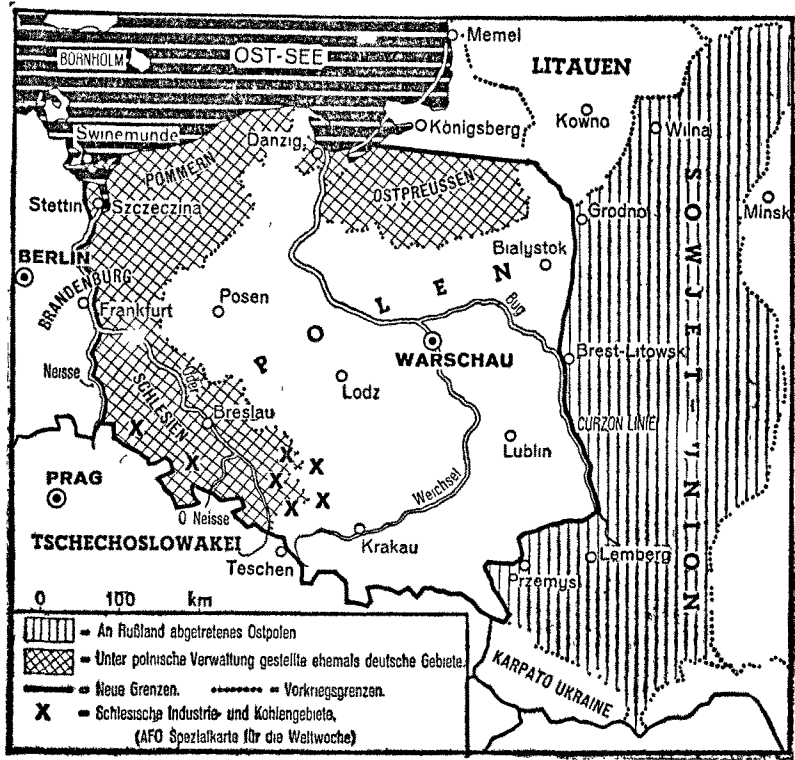 Memel
OST-SEE
BORNHOLM
LITAUEN
Kowno
Königsberg
Wilna
Swinemunde
Danzig
POMMERN
OSTPREUSSEN
Stettin
Szczeczina
Grodno
Minsk
SOWJET-UNION
Bialystok
BERLIN
BRANDENBURG
Frankfurt
Posen
POLEN
Bug
WARSCHAU
Brest-Litowsk
Neisse
Oder
SCHLESIEN
Lodz
Breslau
CURZON LINIE
Lublin
X X X X X X X
PRAG
Weichsel
O Neisse
TSCHECHOSLOWAKEI
Krakau
Teschen
Lemberg
Przemysl
0 100 km
KARPATO UKRAINE
- An Rußland abgetretenes Ostpolen
- Unter polnische Verwaltung gestellte ehemals deutsche Gebiete.
- Neue Grenzen. - Vorkriegsgrenzen.
X - Schlesische Industrie- und Kohlengebiete,
(AFO Spezialkarte für die Weltwoche)